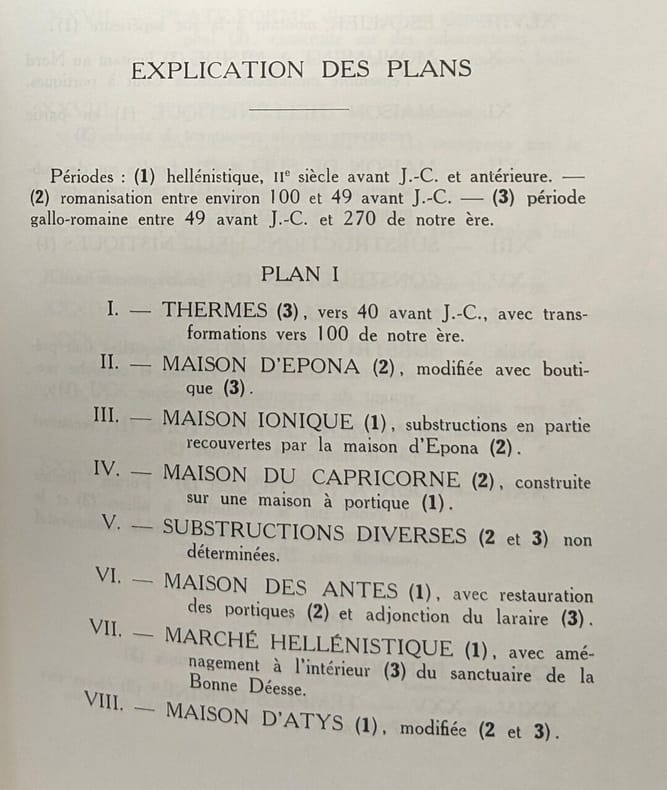 EXPLICATION DES PLANS
Périodes : (1) hellénistique, IIe siècle avant J.-C. et antérieure. —
(2) romanisation entre environ 100 et 49 avant J.-C. — (3) période
gallo-romaine entre 49 avant J.-C. et 270 de notre ère.
PLAN I
I. — THERMES (3), vers 40 avant J.-C., avec trans-
formations vers 100 de notre ère.
II. — MAISON D'EPONA (2), modifiée avec bouti-
que (3).
III. — MAISON IONIQUE (1), substructions en partie
recouvertes par la maison d'Epona (2).
IV. — MAISON DU CAPRICORNE (2), construite
sur une maison à portique (1).
V. — SUBSTRUCTIONS DIVERSES (2 et 3) non
déterminées.
VI. — MAISON DES ANTES (1), avec restauration
des portiques (2) et adjonction du laraire (3).
VII. — MARCHÉ HELLÉNISTIQUE (1), avec amé-
nagement à l'intérieur (3) du sanctuaire de la
Bonne Déesse.
VIII. — MAISON D'ATYS (1), modifiée (2 et 3).